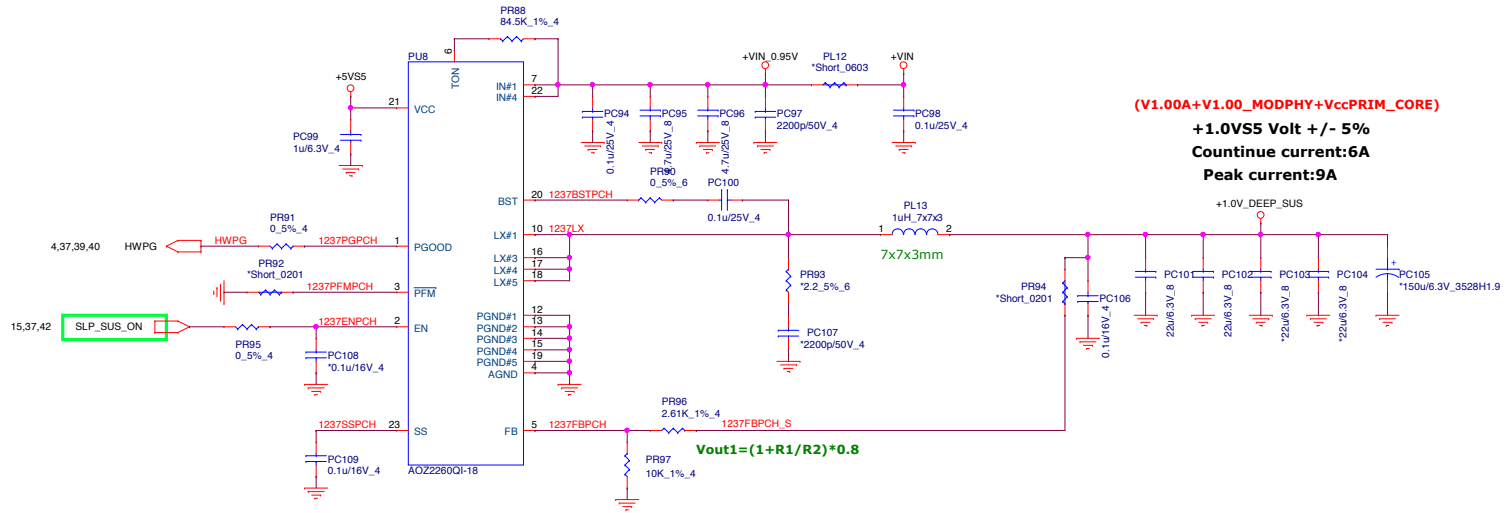 PR88
84.5K_1%_4
PU8
6
TON
+5VS5
21
VCC
PC99
1u/6.3V_4
IN#1
7
IN#4
22
+VIN_0.95V
PL12
*Short_0603
+VIN
PC94
0.1u/25V_4
PC95
4.7u/25V_8
PC96
4.7u/25V_8
PC97
2200p/50V_4
PC98
0.1u/25V_4
(V1.00A+V1.00_MODPHY+VccPRIM_CORE)
+1.0VS5 Volt +/- 5%
Countinue current:6A
Peak current:9A
BST
20
1237BSTPCH
PR90
0_5%_6
PC100
0.1u/25V_4
+1.0V_DEEP_SUS
4,37,39,40
HWPG
HWPG
PR91
0_5%_4
1237PGPCH
1
PGOOD
LX#1
10
1237LX
LX#3
16
LX#4
17
LX#5
18
PL13
1uH_7x7x3
1
2
7x7x3mm
PR92
*Short_0201
1237PFMPCH
3
PFM
PR93
*2.2_5%_6
PC107
*2200p/50V_4
PR94
*Short_0201
PC106
0.1u/16V_4
PC101
22u/6.3V_8
PC102
22u/6.3V_8
PC103
*22u/6.3V_8
PC104
*22u/6.3V_8
+
PC105
*150u/6.3V_3528H1.9
15,37,42
SLP_SUS_ON
PR95
0_5%_4
1237ENPCH
2
EN
PC108
*0.1u/16V_4
PGND#1
12
PGND#2
13
PGND#3
14
PGND#4
15
PGND#5
19
AGND
4
1237SSPCH
23
SS
PC109
0.1u/16V_4
FB
5
1237FBPCH
PR96
2.61K_1%_4
1237FBPCH_S
Vout1=(1+R1/R2)*0.8
PR97
10K_1%_4
AOZ2260QI-18